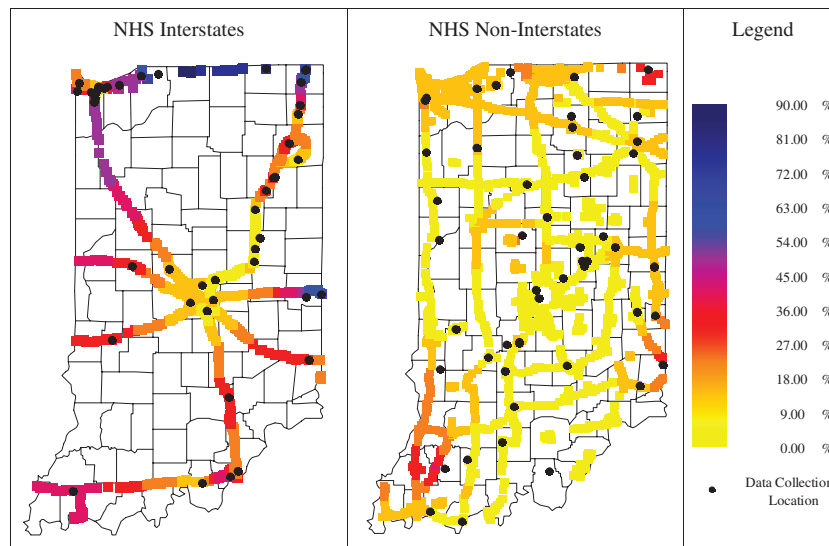 NHS Interstates
NHS Non-Interstates
Legend
90.00 %
81.00 %
72.00 %
63.00 %
54.00 %
45.00 %
36.00 %
27.00 %
18.00 %
9.00 %
0.00 %
Data Collection
Location